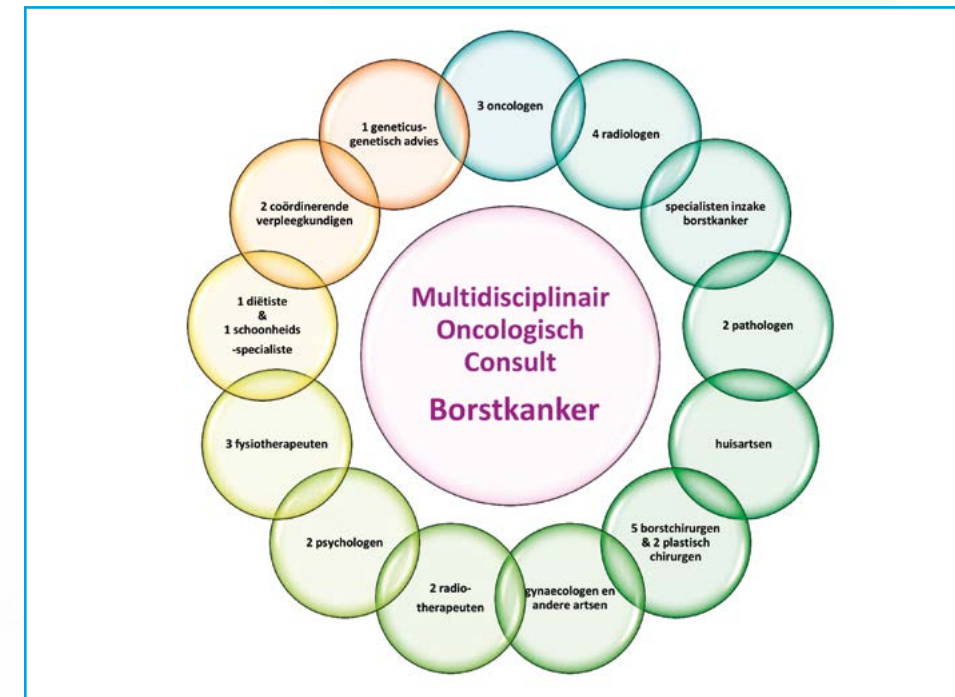 Multidisciplinair
Oncologisch
Consult
Borstkanker
3 oncologen
4 radiologen
specialisten inzake
borstkanker
2 pathologen
huisartsen
5 borstchirurgen
& 2 plastisch
chirurgen
gynaecologen en
andere artsen
2 radio-
therapeuten
2 psychologen
3 fysiotherapeuten
1 diëtiste
&
1 schoonheids
-specialiste
2 coördinerende
verpleegkundigen
1 geneticus-
genetisch advies